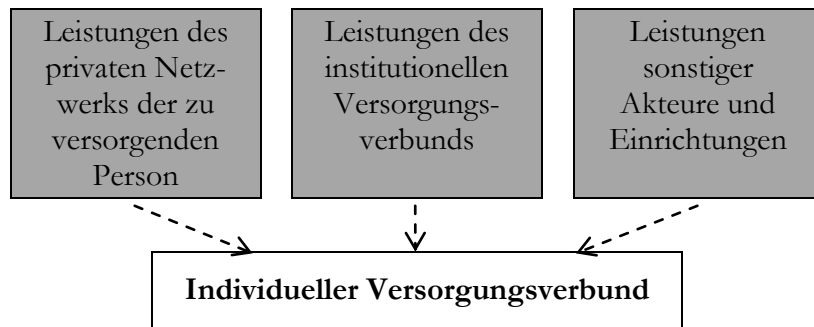 Leistungen des
privaten Netz-
werks der zu
versorgenden
Person
Leistungen des
institutionellen
Versorgungs-
verbunds
Leistungen
sonstiger
Akteure und
Einrichtungen
Individueller Versorgungsverbund